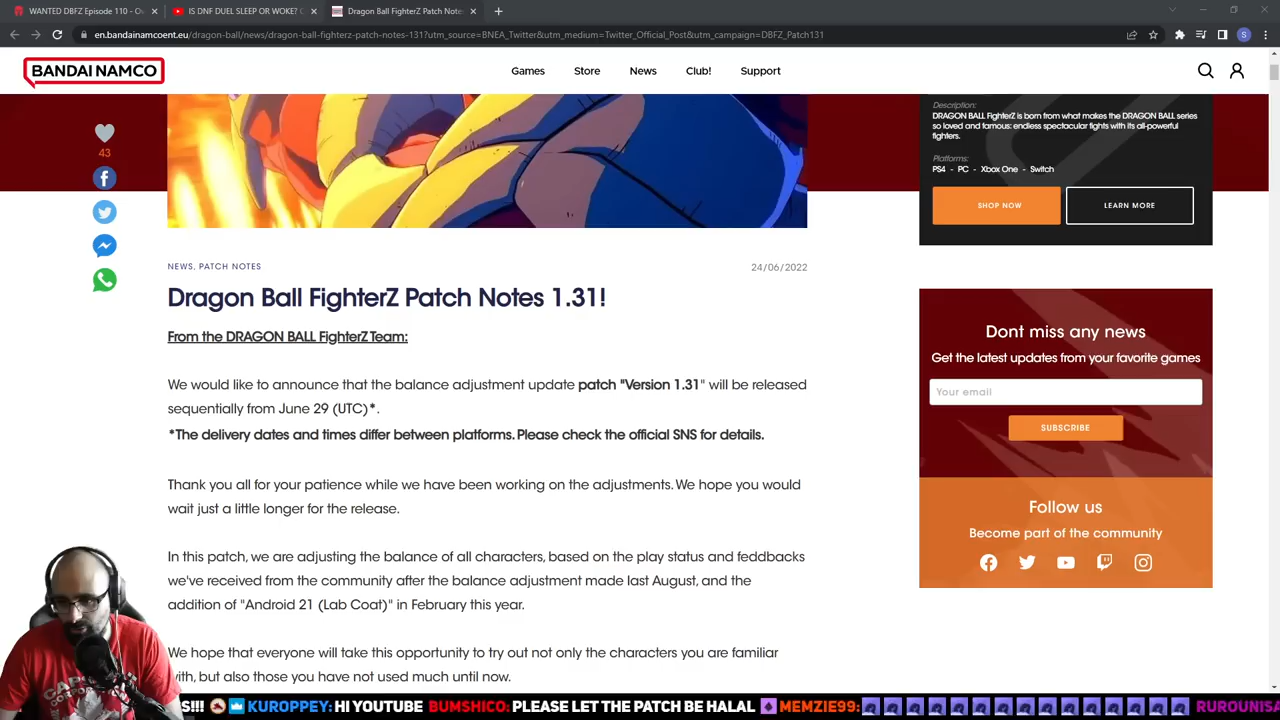 WANTED DBFZ Episode 110 - O
IS DNF DUEL SLEEP OR WOKE?
Dragon Ball FighterZ Patch Notes
en.bandainamcoent.eu/dragon-ball/news/dragon-ball-fighterz-patch-notes-131?utm_source=BNEA_Twitter&utm_medium=Twitter_Official_Post&utm_campaign=DBFZ_Patch131
S
BANDAI NAMCO
Games
Store
News
Club!
Support
43
Description:
DRAGON BALL FighterZ is born from what makes the DRAGON BALL series
so loved and famous: endless spectacular fights with its all-powerful
fighters.
Platforms:
PS4 - PC - Xbox One - Switch
SHOP NOW
LEARN MORE
NEWS, PATCH NOTES
24/06/2022
Dragon Ball FighterZ Patch Notes 1.31!
From the DRAGON BALL FighterZ Team:
We would like to announce that the balance adjustment update patch "Version 1.31" will be released
sequentially from June 29 (UTC)*.
*The delivery dates and times differ between platforms. Please check the official SNS for details.
Thank you all for your patience while we have been working on the adjustments. We hope you would
wait just a little longer for the release.
In this patch, we are adjusting the balance of all characters, based on the play status and feddbacks
we've received from the community after the balance adjustment made last August, and the
addition of "Android 21 (Lab Coat)" in February this year.
We hope that everyone will take this opportunity to try out not only the characters you are familiar
with, but also those you have not used much until now.
Dont miss any news
Get the latest updates from your favorite games
Your email
SUBSCRIBE
Follow us
Become part of the community
S!!! KUROPPEY: HI YOUTUBE BUMSHICO: PLEASE LET THE PATCH BE HALAL MEMZIE99: RUROUNISA